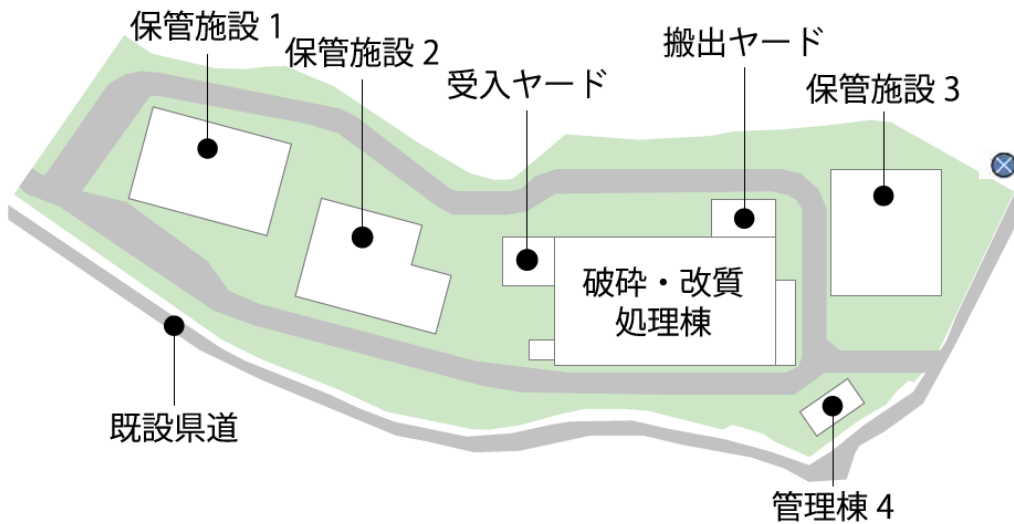 保管施設 1
保管施設 2
受入ヤード
搬出ヤード
保管施設 3
破砕・改質
処理棟
既設県道
管理棟 4